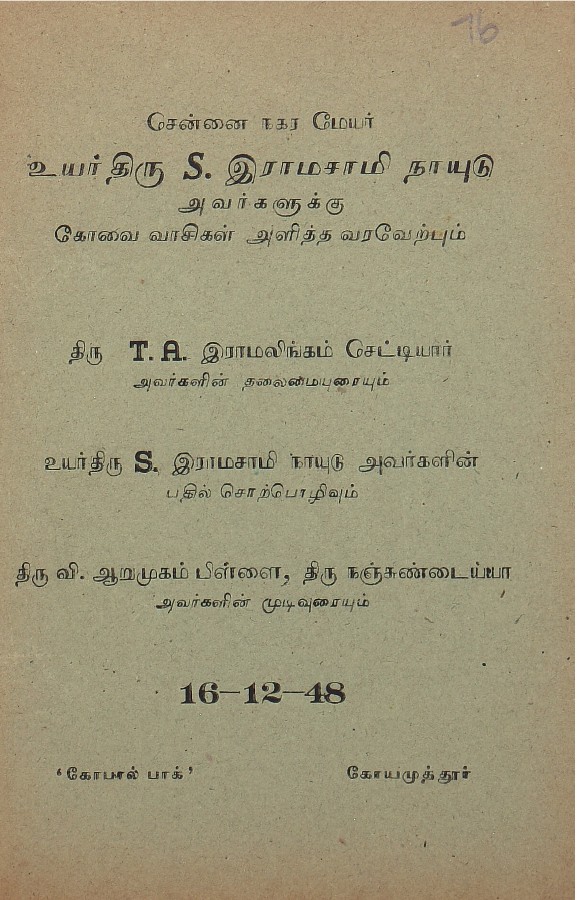 16
சென்னை நகர மேயர்
உயர்திரு S. இராமசாமி நாயுடு
அவர்களுக்கு
கோவை வாசிகள் அளித்த வரவேற்பும்
திரு T. A. இராமலிங்கம் செட்டியார்
அவர்களின் தலைமையுரையும்
உயர்திரு S. இராமசாமி நாயுடு அவர்களின்
பதில் சொற்பொழிவும்
திரு வி. ஆறுமுகம் பிள்ளை, திரு நஞ்சுண்டைய்யா
அவர்களின் முடிவுரையும்
16—12—48
‘கோபால் பாக்’ கோயமுத்தூர்